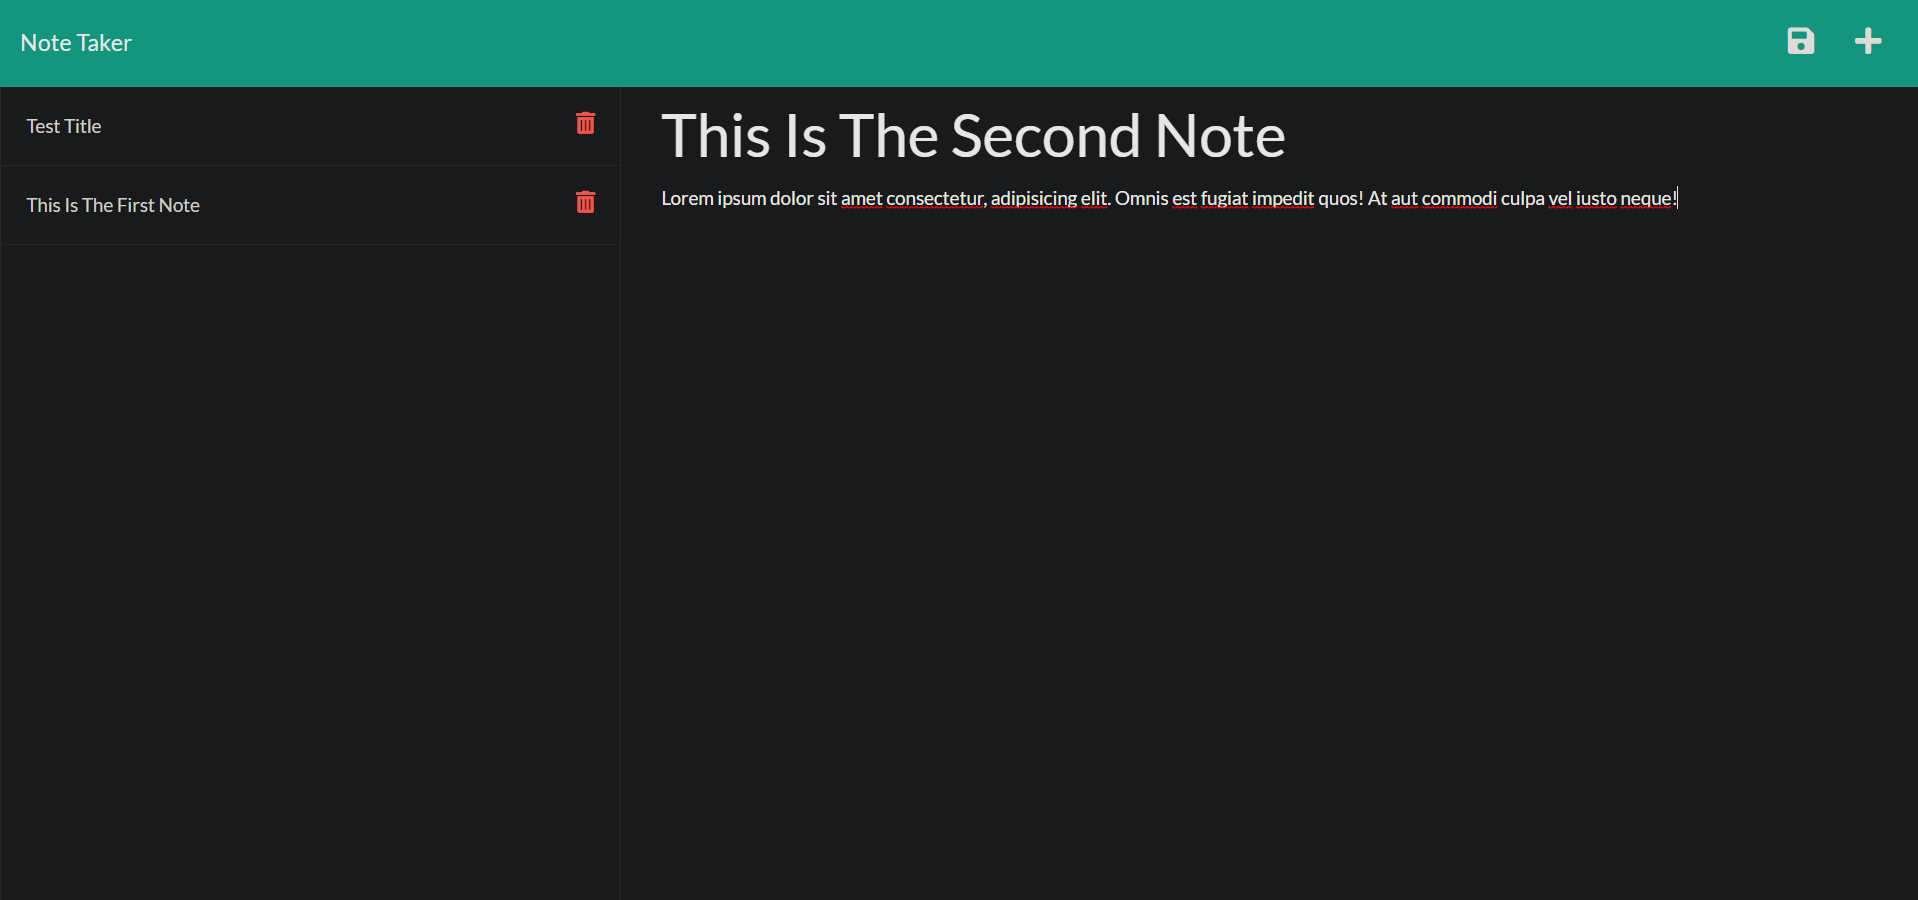 Note Taker
Test Title
This Is The First Note
This Is The Second Note
Lorem ipsum dolor sit amet consectetur, adipisicing elit. Omnis est fugiat impedit quos! At aut commodi culpa vel iusto neque!